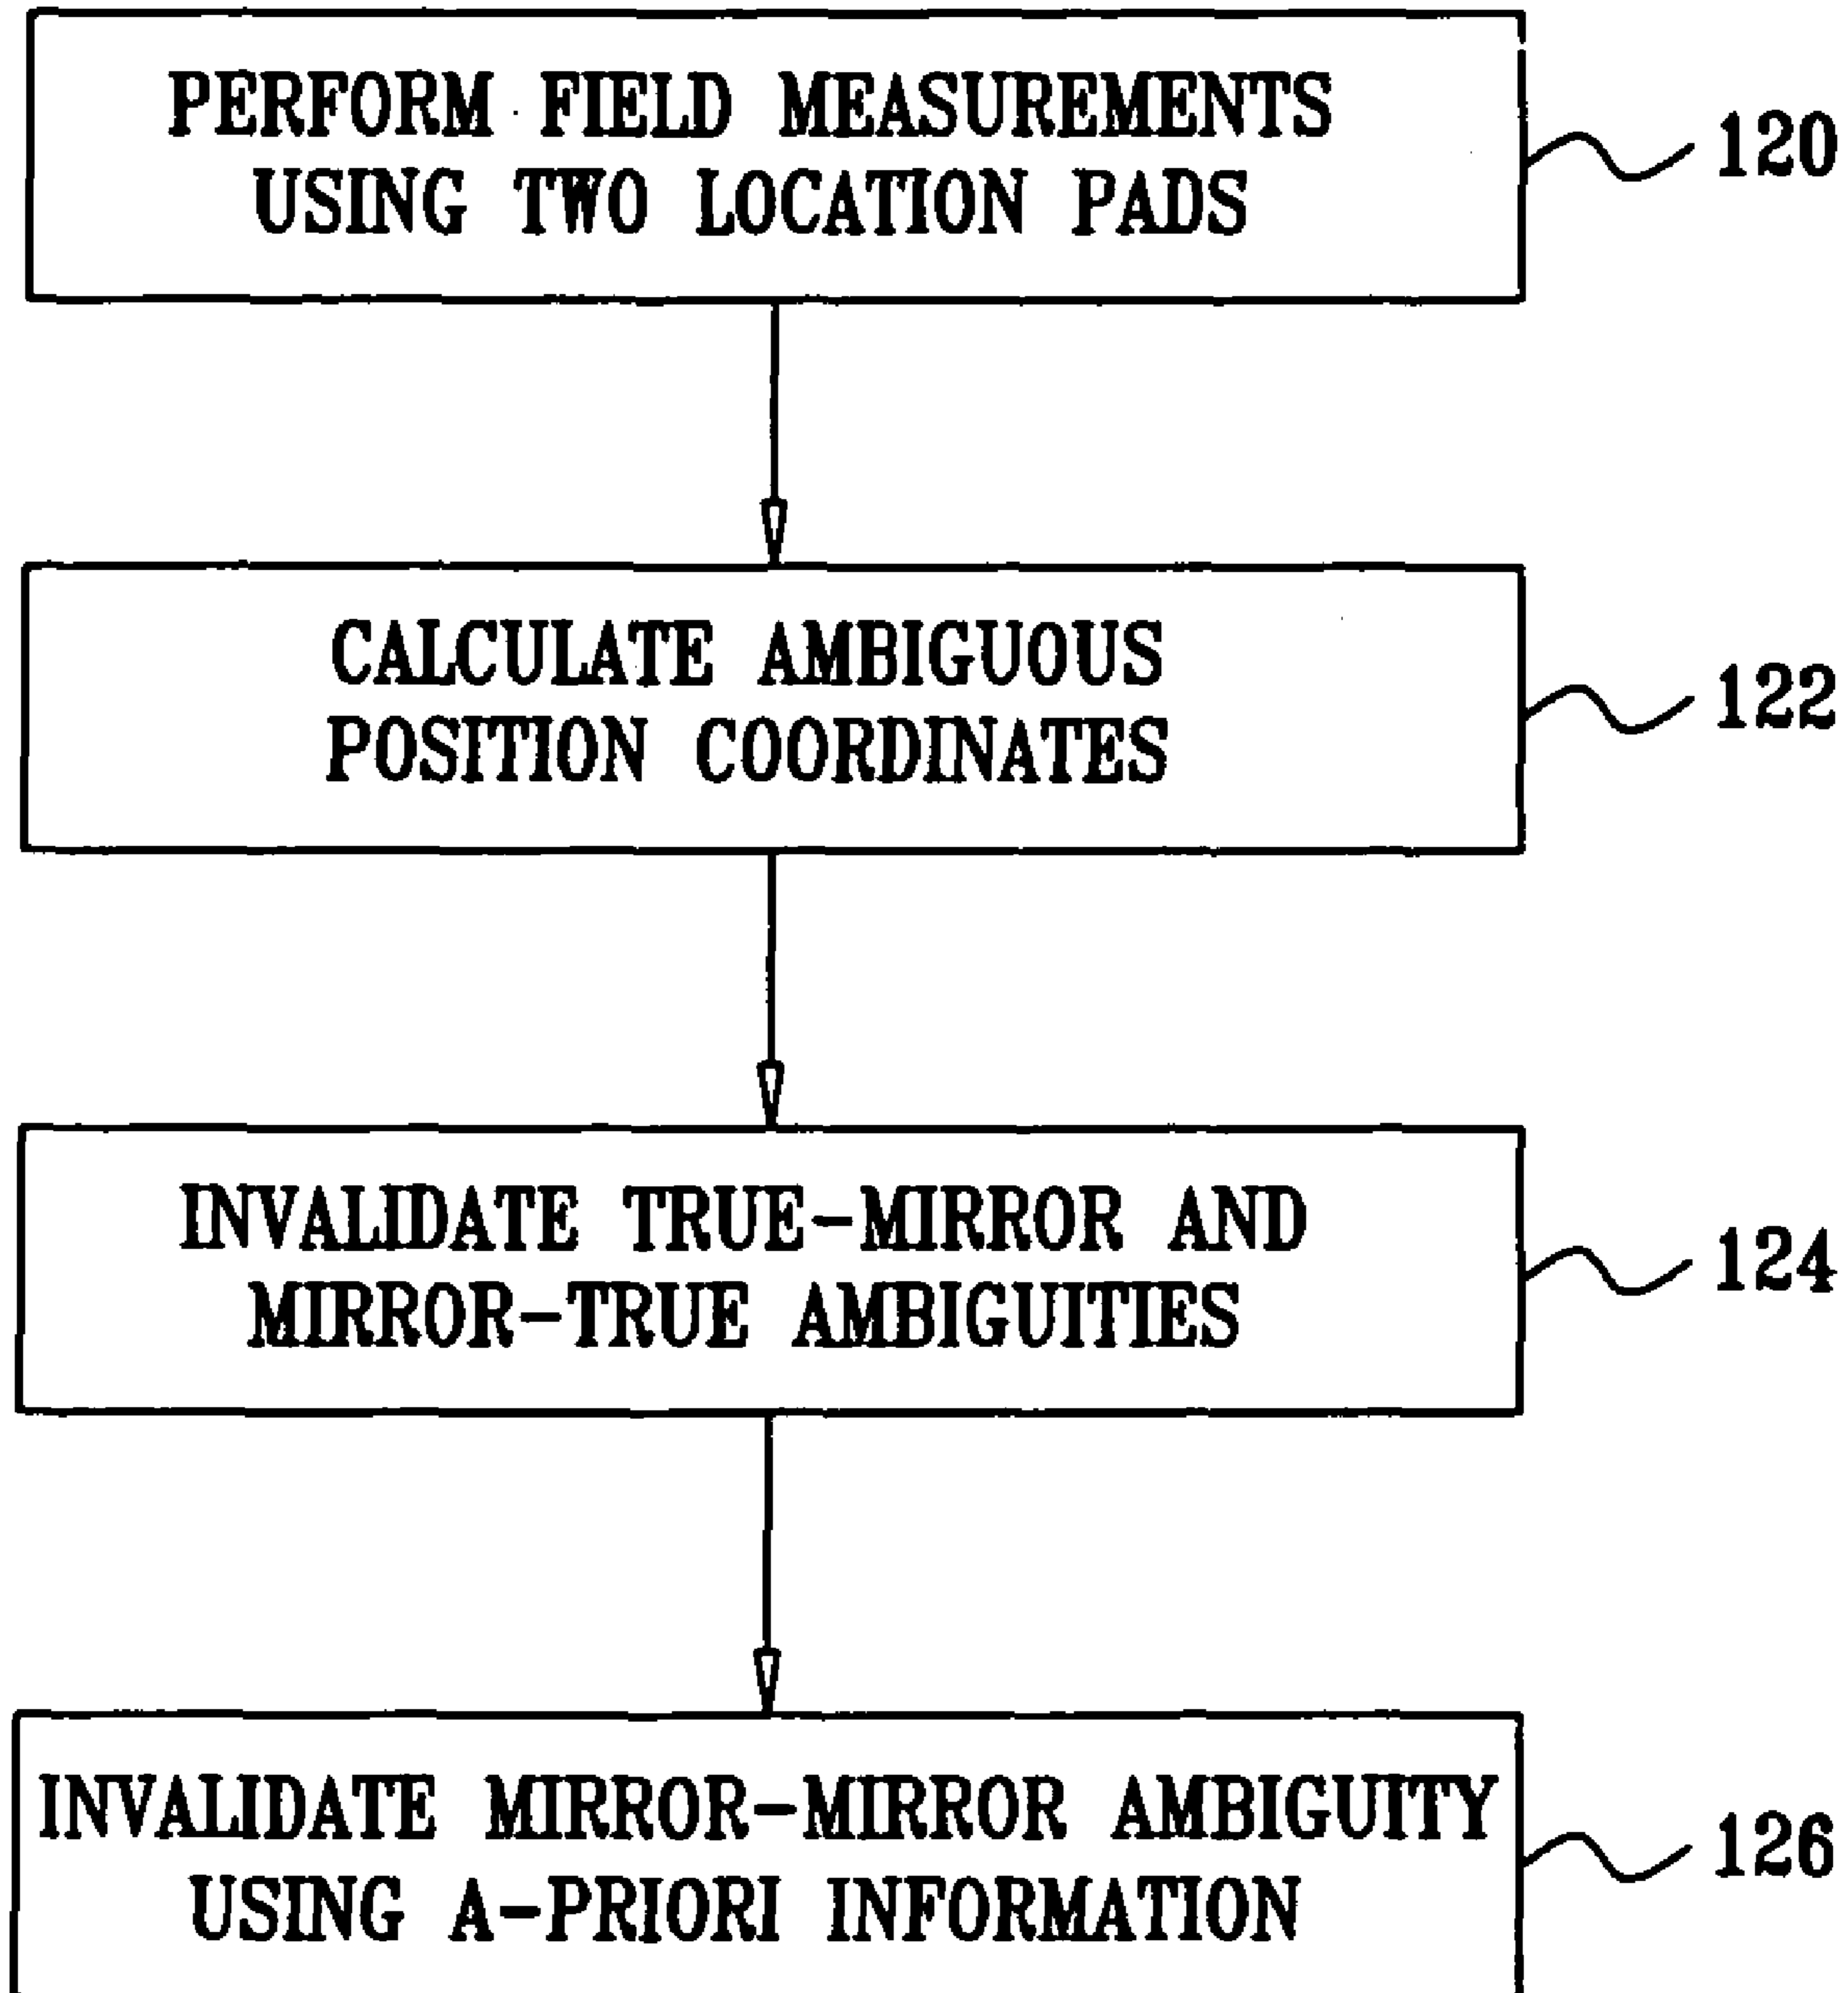 PERFORM FIELD MEASUREMENTS
USING TWO LOCATION PADS
120
CALCULATE AMBIGUOUS
POSITION COORDINATES
122
INVALIDATE TRUE-MIRROR AND
MIRROR-TRUE AMBIGUITIES
124
INVALIDATE MIRROR-MIRROR AMBIGUITY
USING A-PRIORI INFORMATION
126